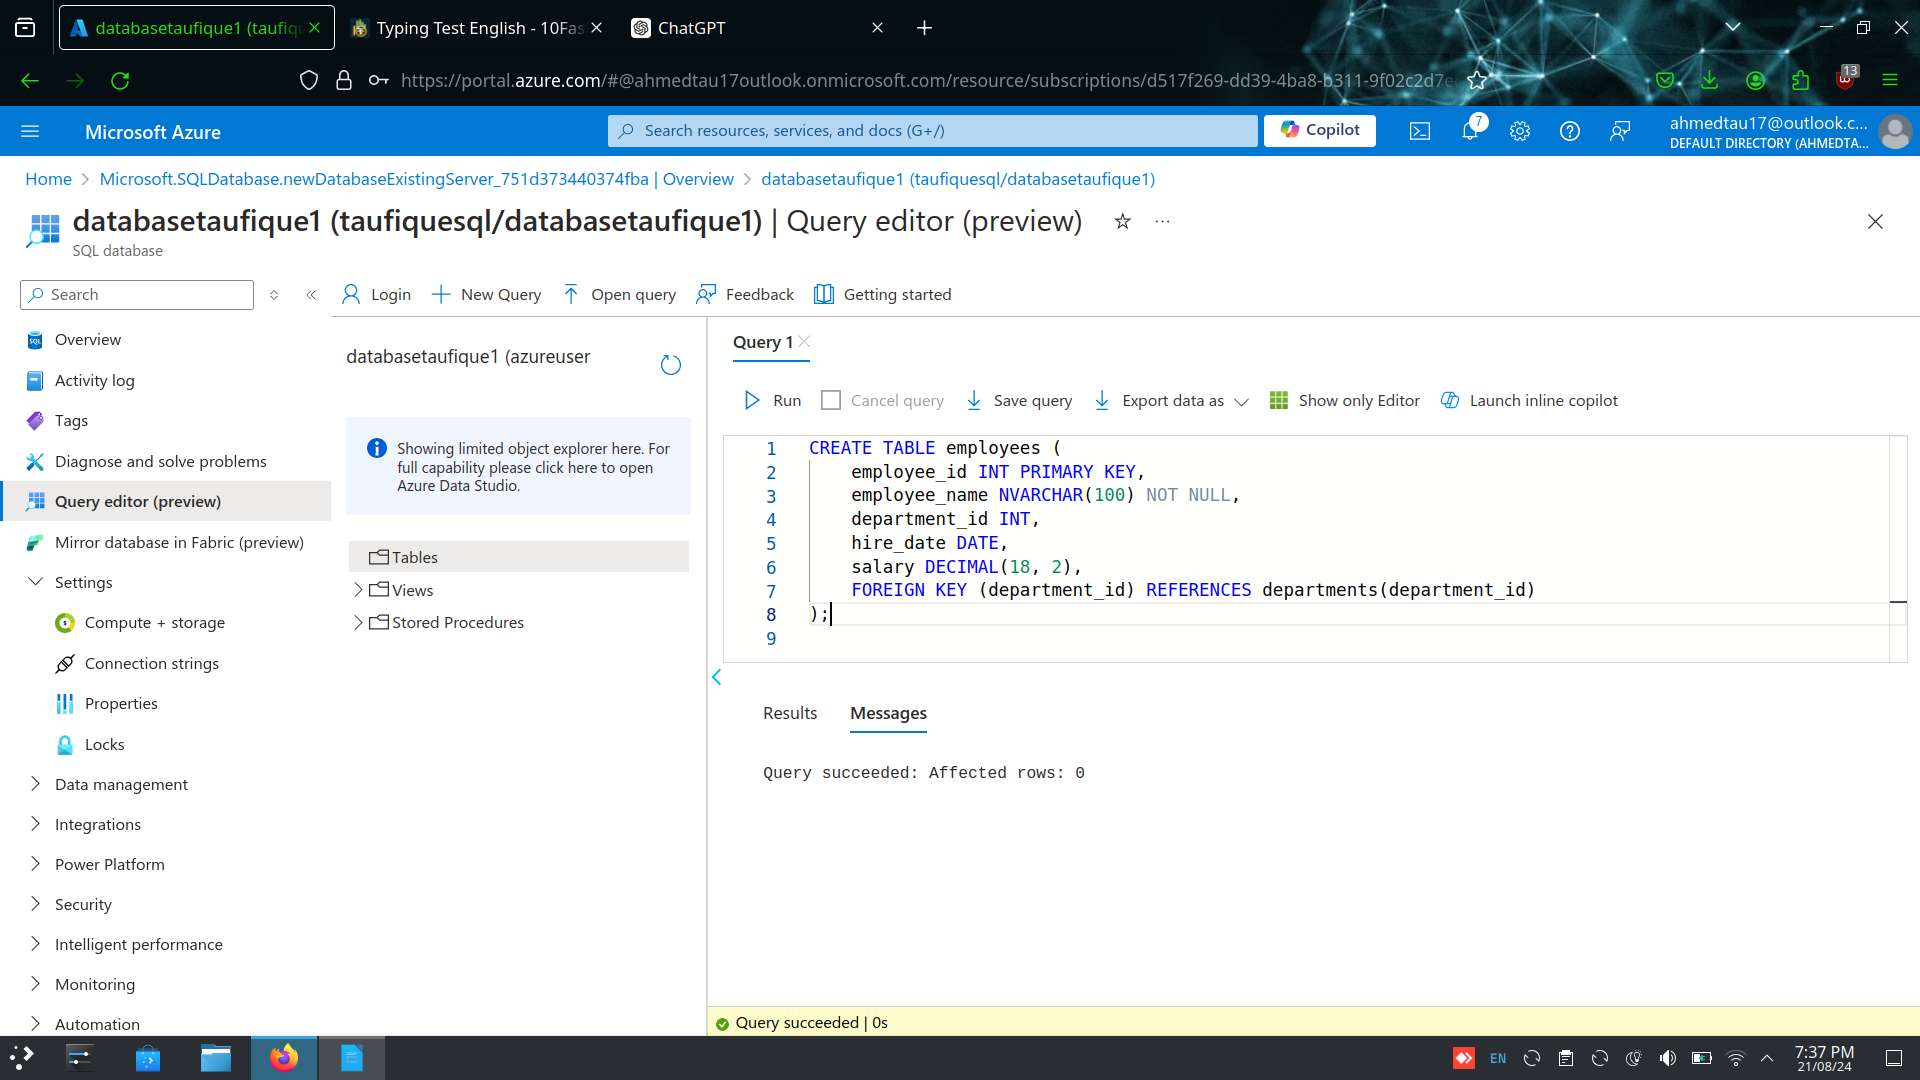 databasetaufique1 (taufiqu
Typing Test English - 10Fas
ChatGPT
https://portal.azure.com/#@ahmedtau17outlook.onmicrosoft.com/resource/subscriptions/d517f269-dd39-4ba8-b311-9f02c2d7e
13
Microsoft Azure
Search resources, services, and docs (G+/)
Copilot
7
ahmedtau17@outlook.c...
DEFAULT DIRECTORY (AHMEDTA...
Home > Microsoft.SQLDatabase.newDatabaseExistingServer_751d373440374fba | Overview > databasetaufique1 (taufiquesql/databasetaufique1)
databasetaufique1 (taufiquesql/databasetaufique1) | Query editor (preview)
SQL database
Search
Login
New Query
Open query
Feedback
Getting started
Overview
Activity log
Tags
Diagnose and solve problems
Query editor (preview)
Mirror database in Fabric (preview)
Settings
Compute + storage
Connection strings
Properties
Locks
Data management
Integrations
Power Platform
Security
Intelligent performance
Monitoring
Automation
databasetaufique1 (azureuser
Showing limited object explorer here. For
full capability please click here to open
Azure Data Studio.
Tables
Views
Stored Procedures
Query 1
Run
Cancel query
Save query
Export data as
Show only Editor
Launch inline copilot
1 CREATE TABLE employees (
2 employee_id INT PRIMARY KEY,
3 employee_name NVARCHAR(100) NOT NULL,
4 department_id INT,
5 hire_date DATE,
6 salary DECIMAL(18, 2),
7 FOREIGN KEY (department_id) REFERENCES departments(department_id)
8 );
9
Results
Messages
Query succeeded: Affected rows: 0
Query succeeded | 0s
EN
7:37 PM
21/08/24